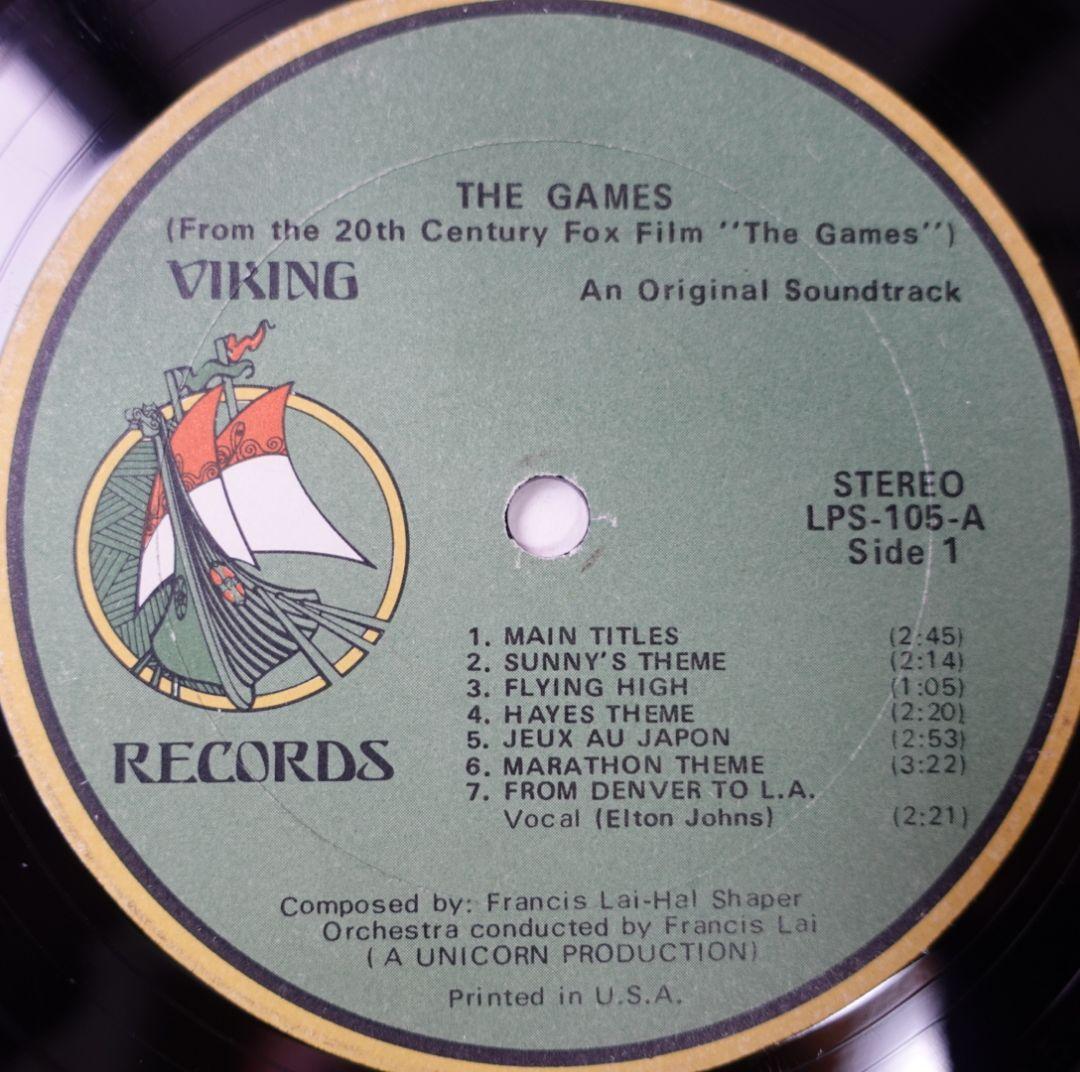 THE GAMES
(From the 20th Century Fox Film "The Games")
VIKING
An Original Soundtrack
STEREO
LPS-105-A
Side 1
1. MAIN TITLES (2:45)
2. SUNNY'S THEME (2:14)
3. FLYING HIGH (1:05)
4. HAYES THEME (2:20)
5. JEUX AU JAPON (2:53)
6. MARATHON THEME (3:22)
7. FROM DENVER TO L.A.
Vocal (Elton Johns) (2:21)
RECORDS
Composed by: Francis Lai-Hal Shaper
Orchestra conducted by Francis Lai
(A UNICORN PRODUCTION)
Printed in U.S.A.